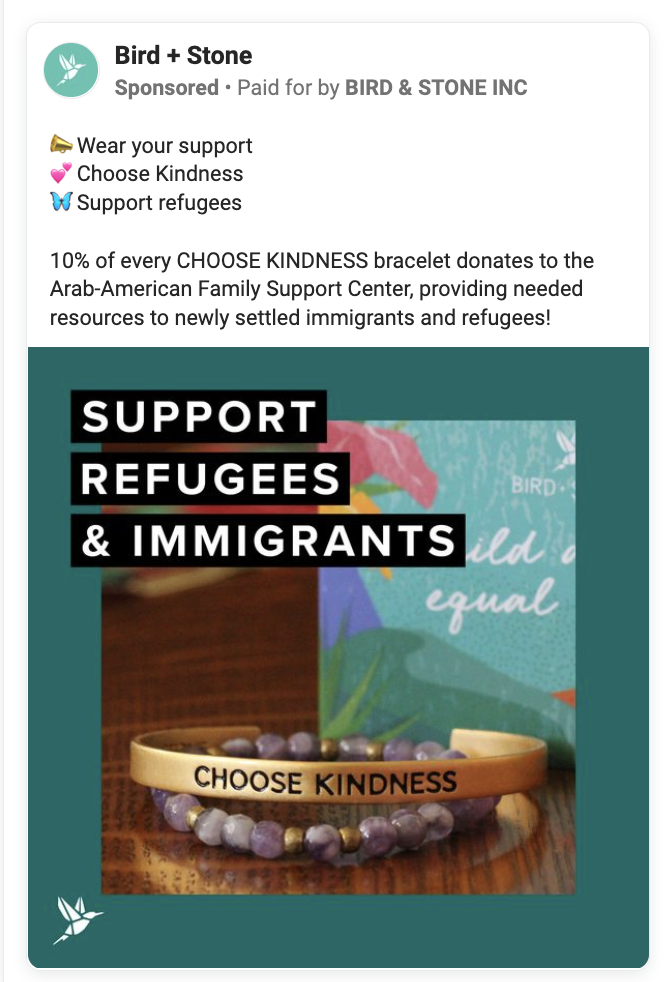 Bird + Stone
Sponsored • Paid for by BIRD & STONE INC
📣Wear your support
💕Choose Kindness
🦋Support refugees
10% of every CHOOSE KINDNESS bracelet donates to the
Arab-American Family Support Center, providing needed
resources to newly settled immigrants and refugees!
SUPPORT
REFUGEES
& IMMIGRANTS
BIRD+
equal
CHOOSE KINDNESS